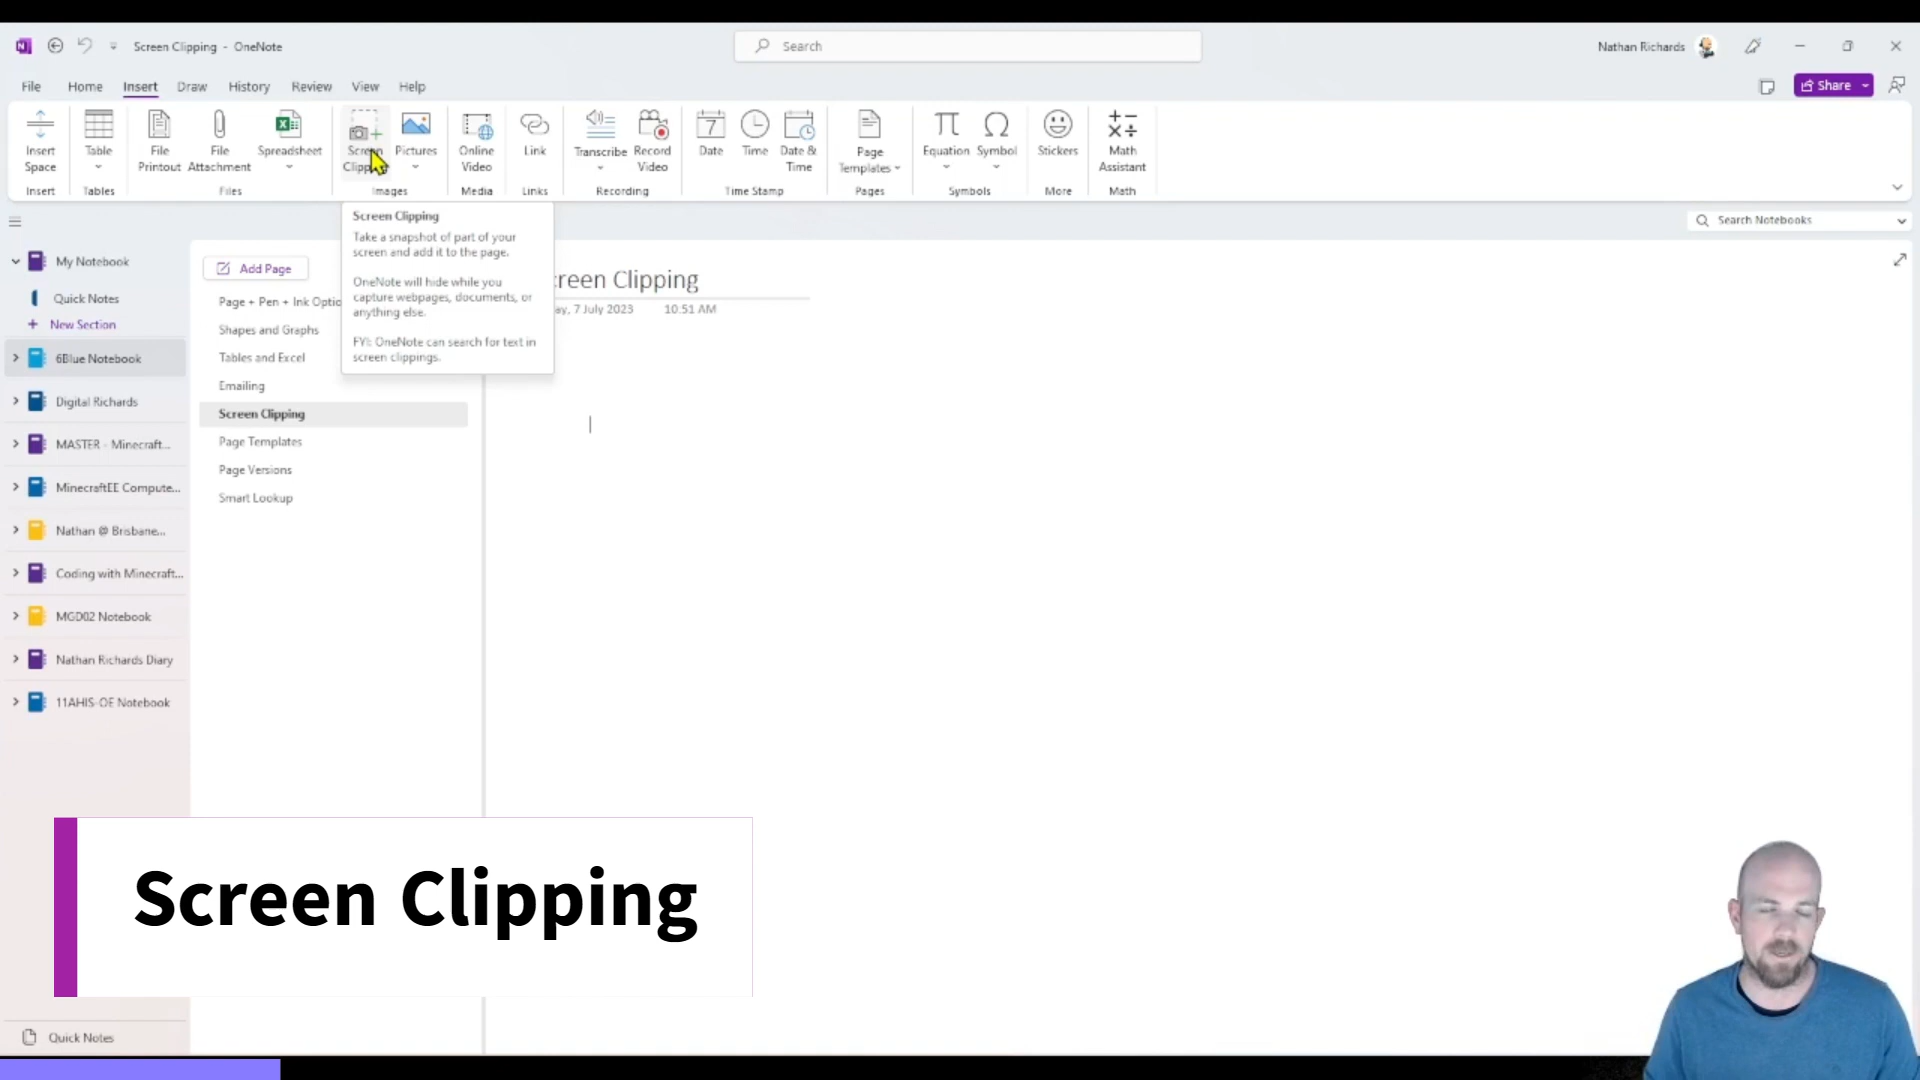 Screen Clipping - OneNote
Search
Nathan Richards
File Home Insert Draw History Review View Help
Share
Insert Space
Table
File Printout
File Attachment
Spreadsheet
Screen Clipping
Pictures
Online Video
Link
Transcribe
Record Video
7
Date
Time
Date & Time
Page Templates
Equation
Symbol
Stickers
Math Assistant
Insert Tables Files Images Media Links Recording Time Stamp Pages Symbols More Math
Search Notebooks
Screen Clipping
Take a snapshot of part of your
screen and add it to the page.
OneNote will hide while you
capture webpages, documents, or
anything else.
FYI: OneNote can search for text in
screen clippings.
My Notebook
Quick Notes
New Section
6Blue Notebook
Digital Richards
MASTER - Minecraft...
MinecraftEE Compute...
Nathan @ Brisbane...
Coding with Minecraft...
MGD02 Notebook
Nathan Richards Diary
11AHIS-OE Notebook
Quick Notes
Add Page
Page + Pen + Ink Optio
Shapes and Graphs
Tables and Excel
Emailing
Screen Clipping
Page Templates
Page Versions
Smart Lookup
reen Clipping
ay, 7 July 2023 10:51 AM
Screen Clipping